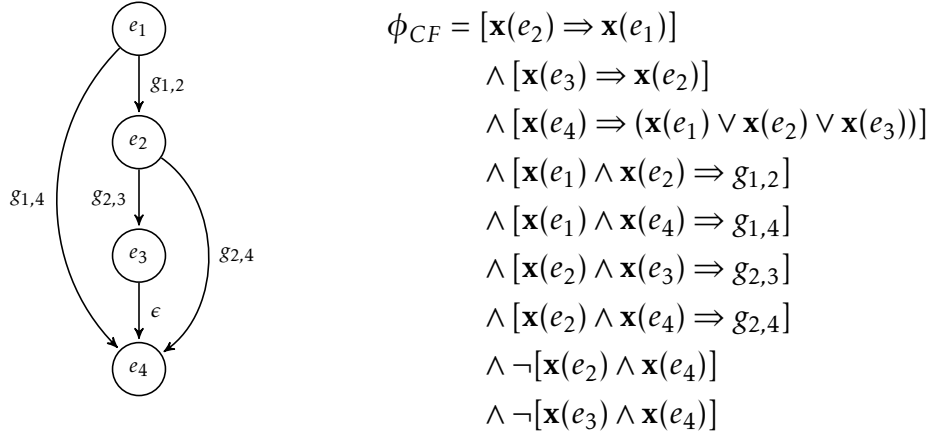 e₁
g₁,₂
e₂
g₁,₄
g₂,₃
g₂,₄
e₃
ϵ
e₄
ϕ_CF = [𝐱(e₂) ⇒ 𝐱(e₁)]
∧ [𝐱(e₃) ⇒ 𝐱(e₂)]
∧ [𝐱(e₄) ⇒ (𝐱(e₁) ∨ 𝐱(e₂) ∨ 𝐱(e₃))]
∧ [𝐱(e₁) ∧ 𝐱(e₂) ⇒ g₁,₂]
∧ [𝐱(e₁) ∧ 𝐱(e₄) ⇒ g₁,₄]
∧ [𝐱(e₂) ∧ 𝐱(e₃) ⇒ g₂,₃]
∧ [𝐱(e₂) ∧ 𝐱(e₄) ⇒ g₂,₄]
∧ ¬[𝐱(e₂) ∧ 𝐱(e₄)]
∧ ¬[𝐱(e₃) ∧ 𝐱(e₄)]